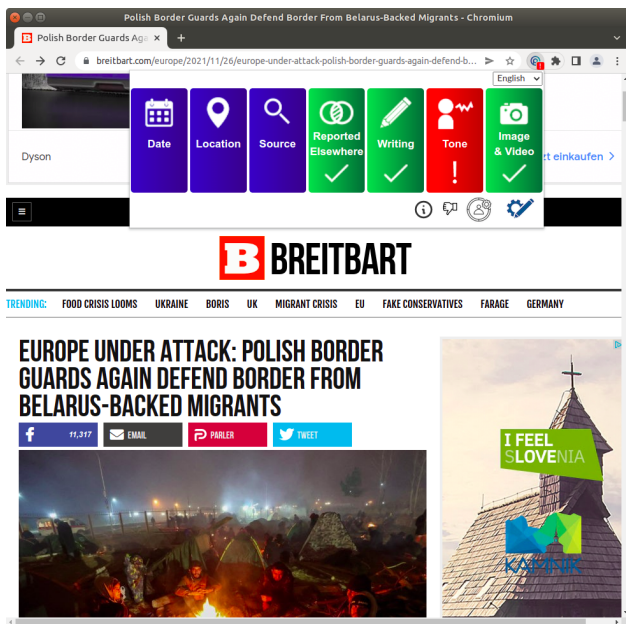 Polish Border Guards Again Defend Border From Belarus-Backed Migrants - Chromium
B Polish Border Guards Aga × +
breitbart.com/europe/2021/11/26/europe-under-attack-polish-border-guards-again-defend-b...
English
Date
Location
Source
Reported
Elsewhere
Writing
Tone
!
Image
& Video
Dyson
zt einkaufen >
B BREITBART
TRENDING: FOOD CRISIS LOOMS UKRAINE BORIS UK MIGRANT CRISIS EU FAKE CONSERVATIVES FARAGE GERMANY
EUROPE UNDER ATTACK: POLISH BORDER
GUARDS AGAIN DEFEND BORDER FROM
BELARUS-BACKED MIGRANTS
f 11,317 EMAIL PARLER TWEET
I FEEL
SLOVENIA
KAMNIK